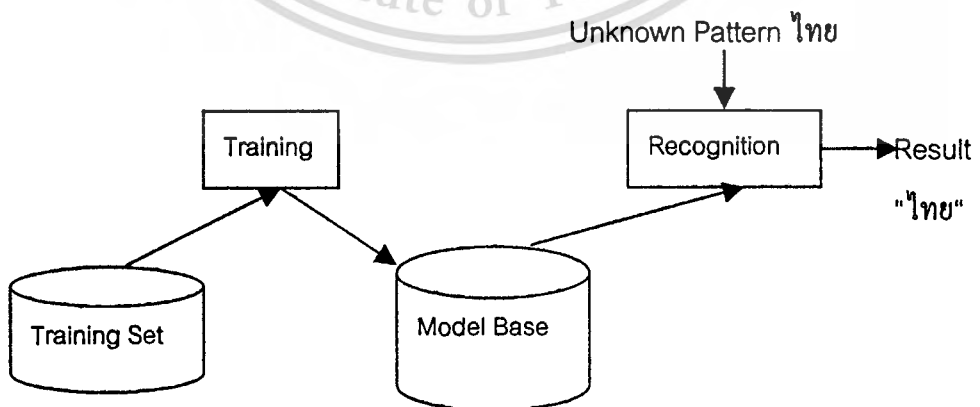 Unknown Pattern ไทย
Training
Recognition
Result
"ไทย"
Training Set
Model Base